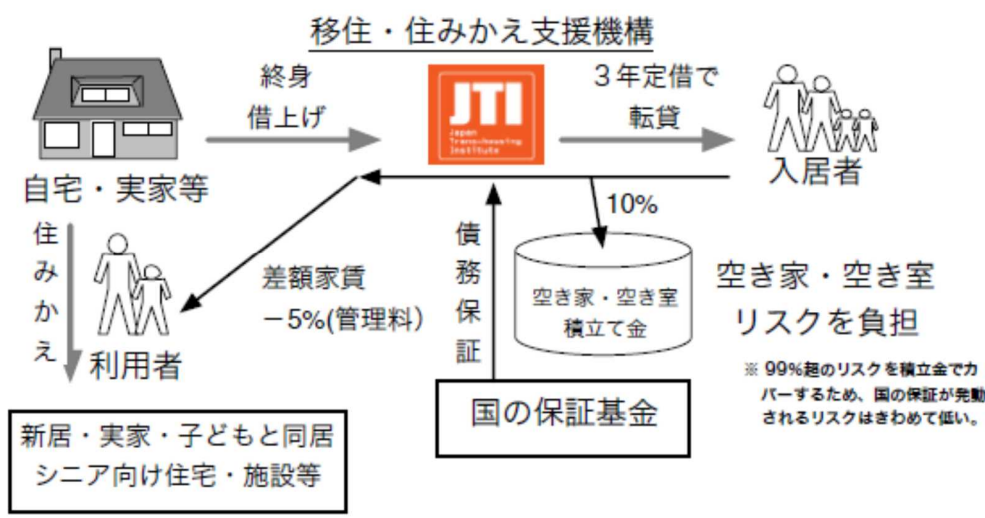 移住・住みかえ支援機構
終身
借上げ
JTI
Japan
Trans-housing
Institute
3年定借で
転貸
自宅・実家等
入居者
住みかえ
利用者
差額家賃
－5%(管理料)
債務保証
10%
空き家・空き室
積立て金
空き家・空き室
リスクを負担
※ 99%超のリスクを積立金でカ
バーするため、国の保証が発動
されるリスクはきわめて低い。
国の保証基金
新居・実家・子どもと同居
シニア向け住宅・施設等